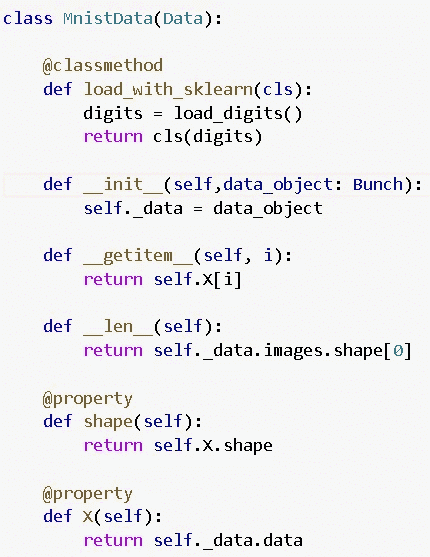 class MnistData(Data):
    @classmethod
    def load_with_sklearn(cls):
        digits = load_digits()
        return cls(digits)
    def __init__(self,data_object: Bunch):
        self._data = data_object
    def __getitem__(self, i):
        return self.X[i]
    def __len__(self):
        return self._data.images.shape[0]
    @property
    def shape(self):
        return self.X.shape
    @property
    def X(self):
        return self._data.data